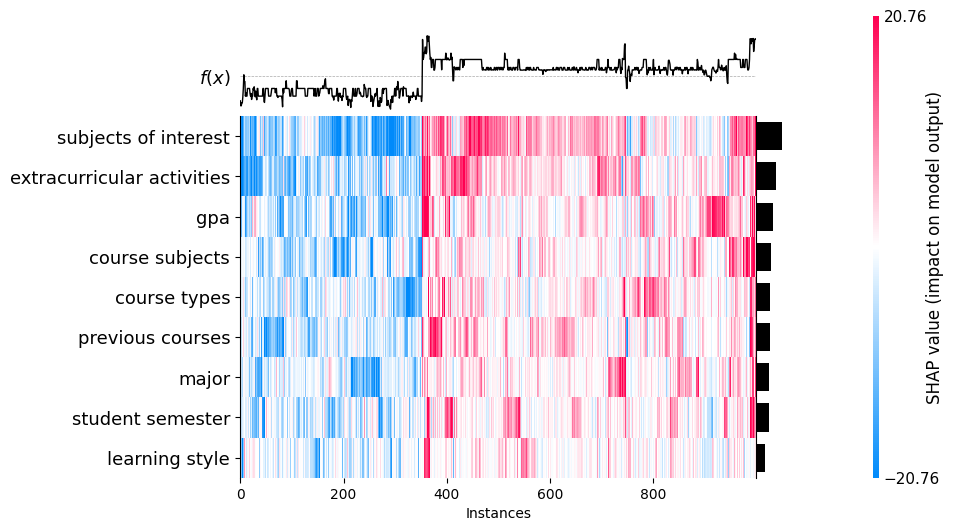 20.76
f(x)
subjects of interest
extracurricular activities
gpa
course subjects
course types
previous courses
major
student semester
learning style
SHAP value (impact on model output)
−20.76
0 200 400 600 800
Instances